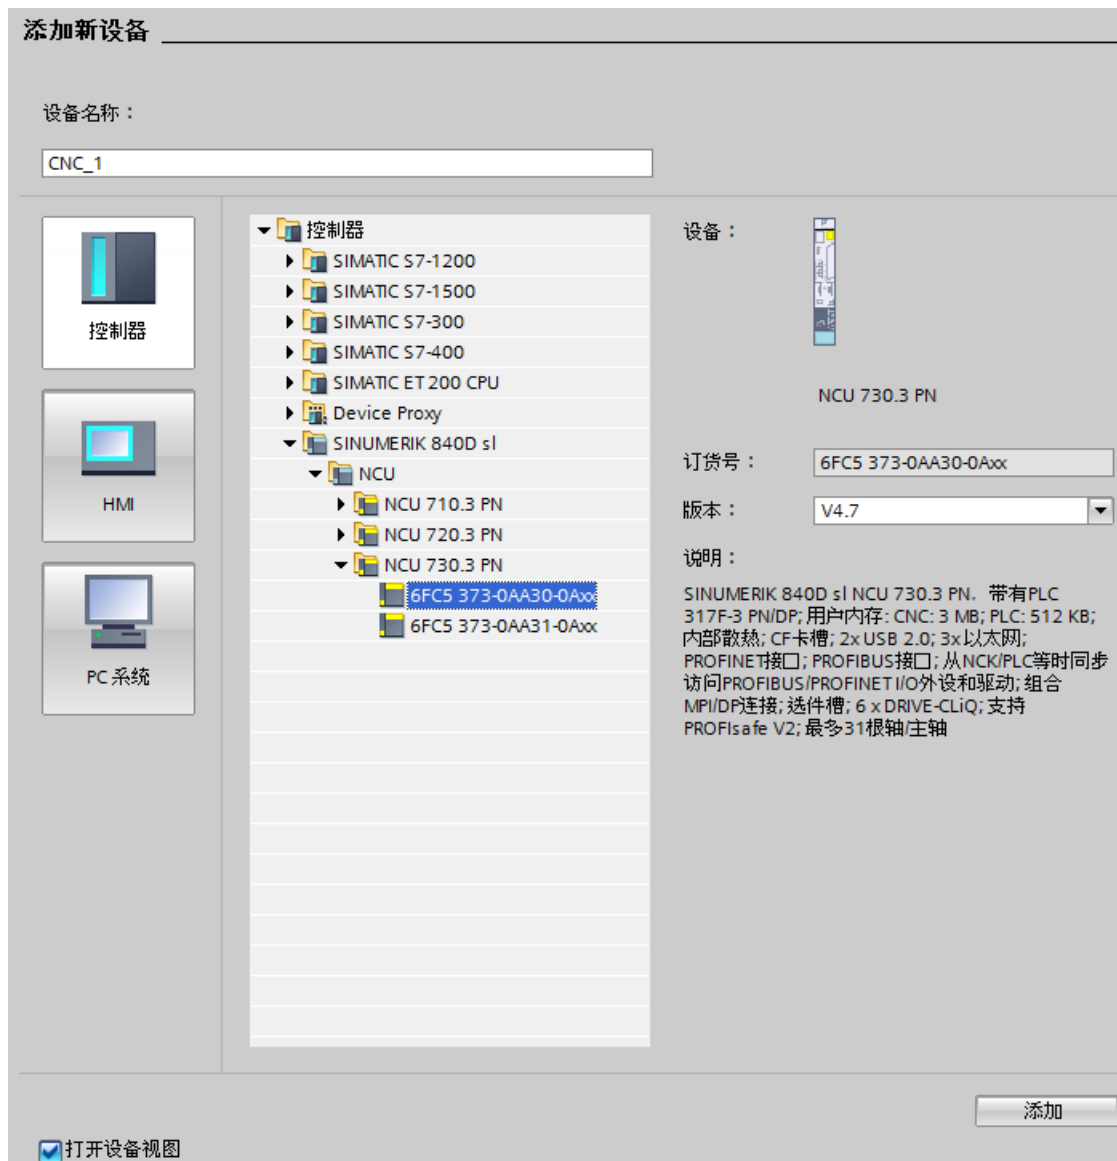 添加新设备
设备名称：
CNC_1
控制器
HMI
PC 系统
控制器
SIMATIC S7-1200
SIMATIC S7-1500
SIMATIC S7-300
SIMATIC S7-400
SIMATIC ET 200 CPU
Device Proxy
SINUMERIK 840D sl
NCU
NCU 710.3 PN
NCU 720.3 PN
NCU 730.3 PN
6FC5 373-0AA30-0Axx
6FC5 373-0AA31-0Axx
设备：
NCU 730.3 PN
订货号：
6FC5 373-0AA30-0Axx
版本：
V4.7
说明：
SINUMERIK 840D sl NCU 730.3 PN. 带有PLC
317F-3 PN/DP; 用户内存: CNC: 3 MB; PLC: 512 KB;
内部散热; CF卡槽; 2x USB 2.0; 3x以太网;
PROFINET接口; PROFIBUS接口; 从NCK/PLC等时同步
访问PROFIBUS/PROFINET I/O外设和驱动; 组合
MPI/DP连接; 选件槽; 6 x DRIVE-CLiQ; 支持
PROFIsafe V2; 最多31根轴/主轴
添加
打开设备视图